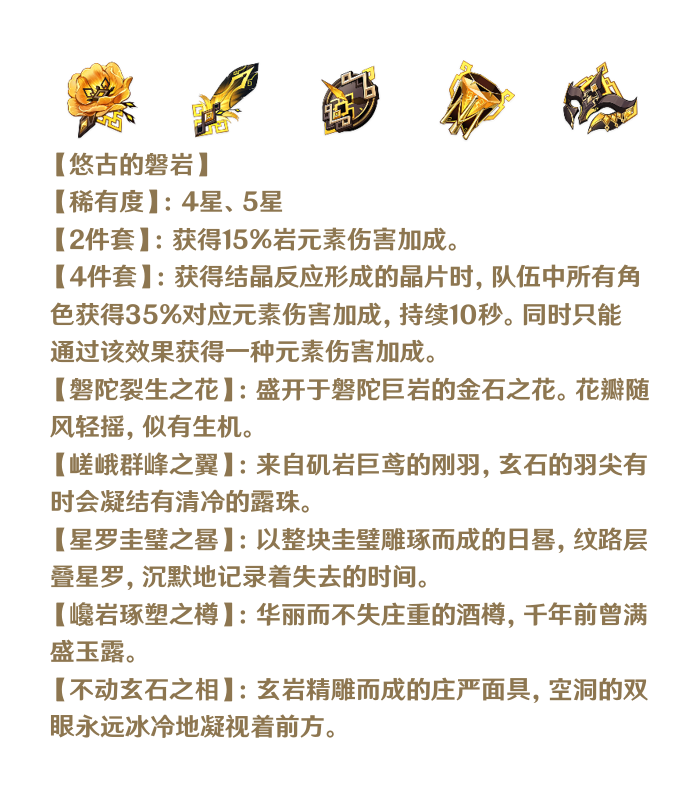 【悠古的磐岩】
【稀有度】：4星、5星
【2件套】：获得15%岩元素伤害加成。
【4件套】：获得结晶反应形成的晶片时，队伍中所有角
色获得35%对应元素伤害加成，持续10秒。同时只能
通过该效果获得一种元素伤害加成。
【磐陀裂生之花】：盛开于磐陀巨岩的金石之花。花瓣随
风轻摇，似有生机。
【嵯峨群峰之翼】：来自矶岩巨鸢的刚羽，玄石的羽尖有
时会凝结有清冷的露珠。
【星罗圭璧之晷】：以整块圭璧雕琢而成的日晷，纹路层
叠星罗，沉默地记录着失去的时间。
【巉岩琢塑之樽】：华丽而不失庄重的酒樽，千年前曾满
盛玉露。
【不动玄石之相】：玄岩精雕而成的庄严面具，空洞的双
眼永远冰冷地凝视着前方。